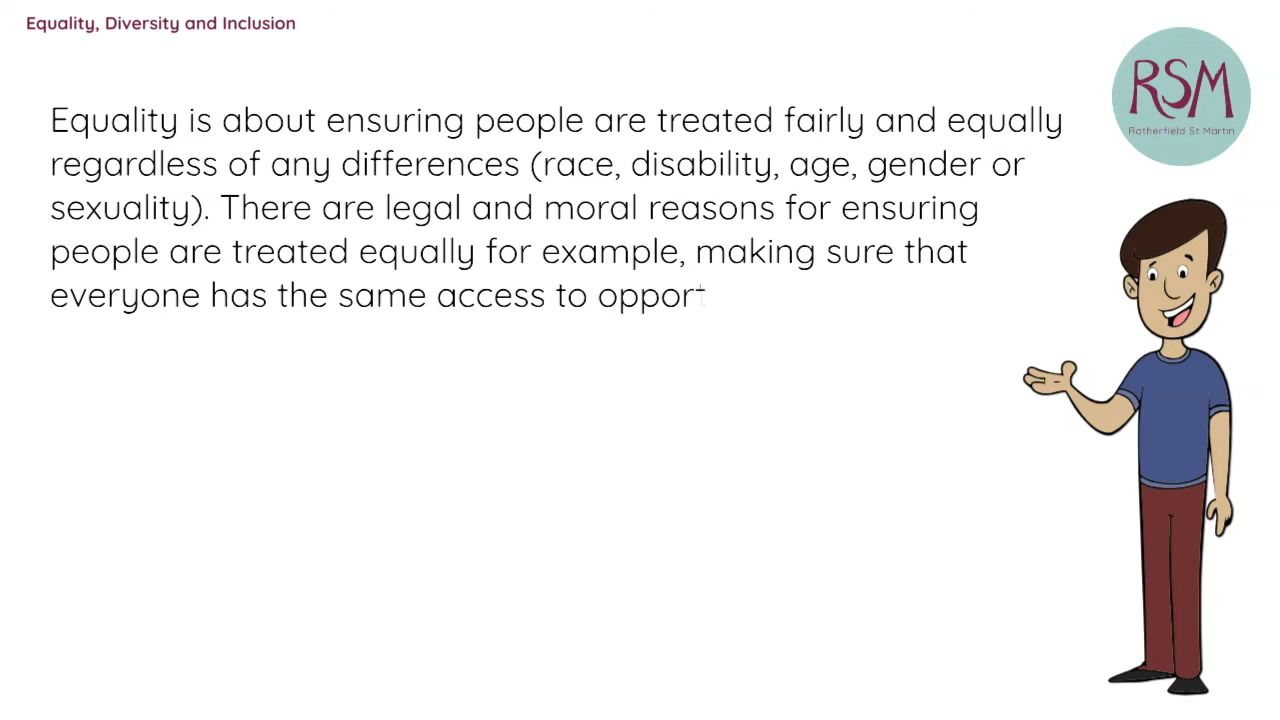 Equality, Diversity and Inclusion
RSM
Rotherfield St Martin
Equality is about ensuring people are treated fairly and equally
regardless of any differences (race, disability, age, gender or
sexuality). There are legal and moral reasons for ensuring
people are treated equally for example, making sure that
everyone has the same access to opport